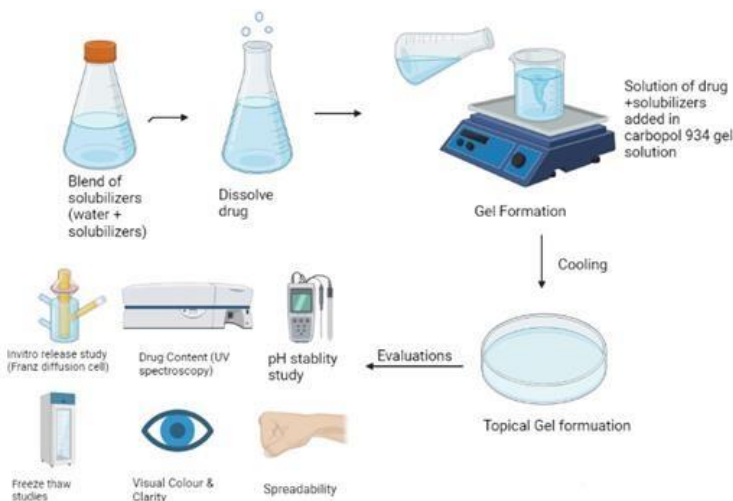 Blend of
solubilizers
(water +
solubilizers)
Dissolve
drug
Solution of drug
+solubilizers
added in
carbopol 934 gel
solution
Gel Formation
Cooling
Topical Gel formuation
Evaluations
Invitro release study
(Franz diffusion cell)
Drug Content (UV
spectroscopy)
pH stablity
study
Freeze thaw
studies
Visual Colour &
Clarity
Spreadability